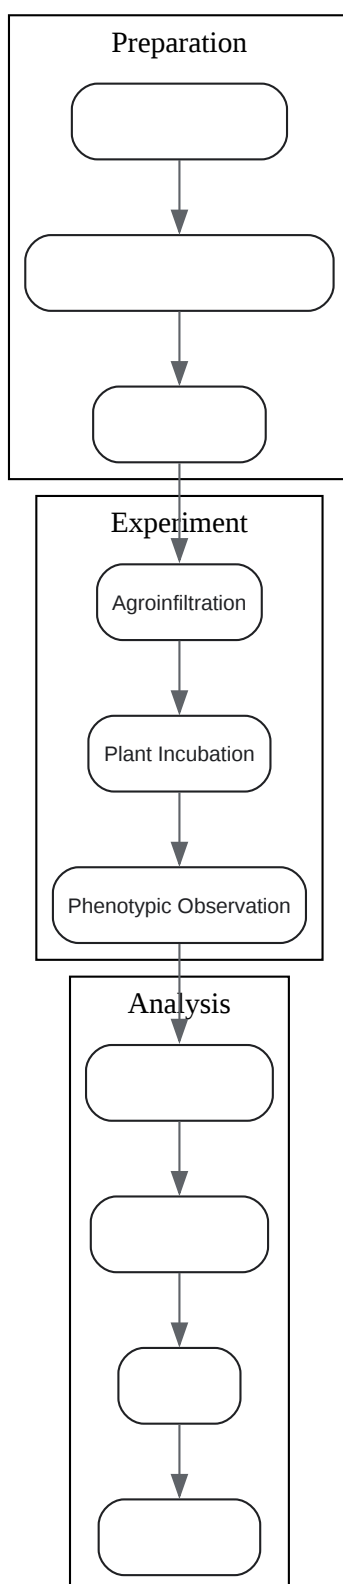 Preparation
Experiment
Agroinfiltration
Plant Incubation
Phenotypic Observation
Analysis